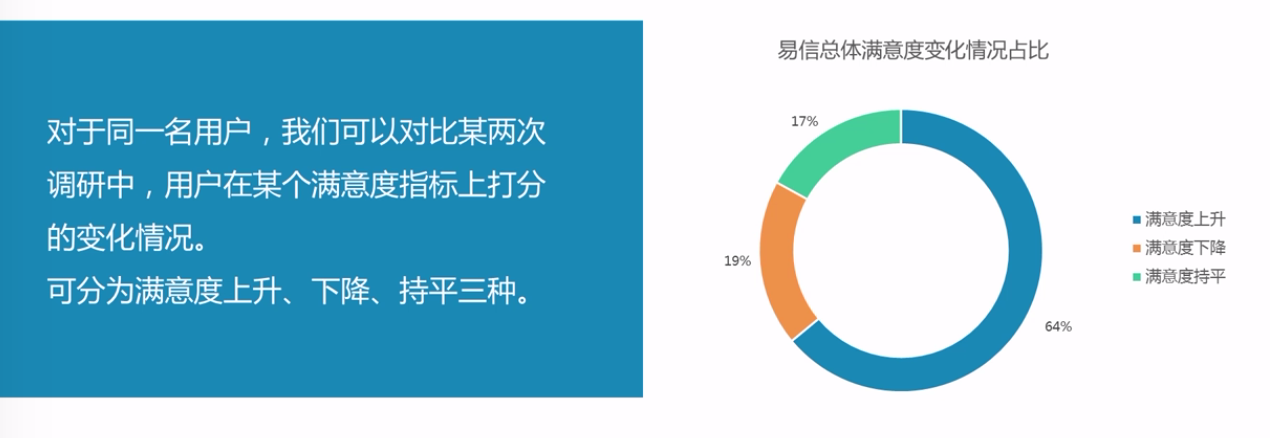 对于同一名用户，我们可以对比某两次
调研中，用户在某个满意度指标上打分
的变化情况。
可分为满意度上升、下降、持平三种。
易信总体满意度变化情况占比
17%
19%
64%
满意度上升
满意度下降
满意度持平